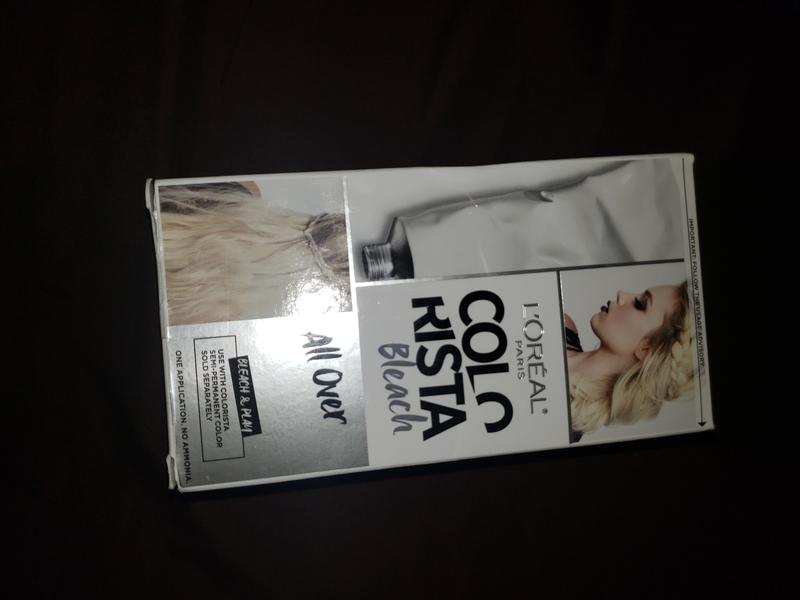 IMPORTANT: FOLLOW THE USAGE ADVISORY.
L'ORÉAL®
PARIS
COLO
RISTA
Bleach
All Over
BLEACH & PLAY
USE WITH COLORISTA
SEMI-PERMANENT COLOR
SOLD SEPARATELY
ONE APPLICATION. NO AMMONIA.